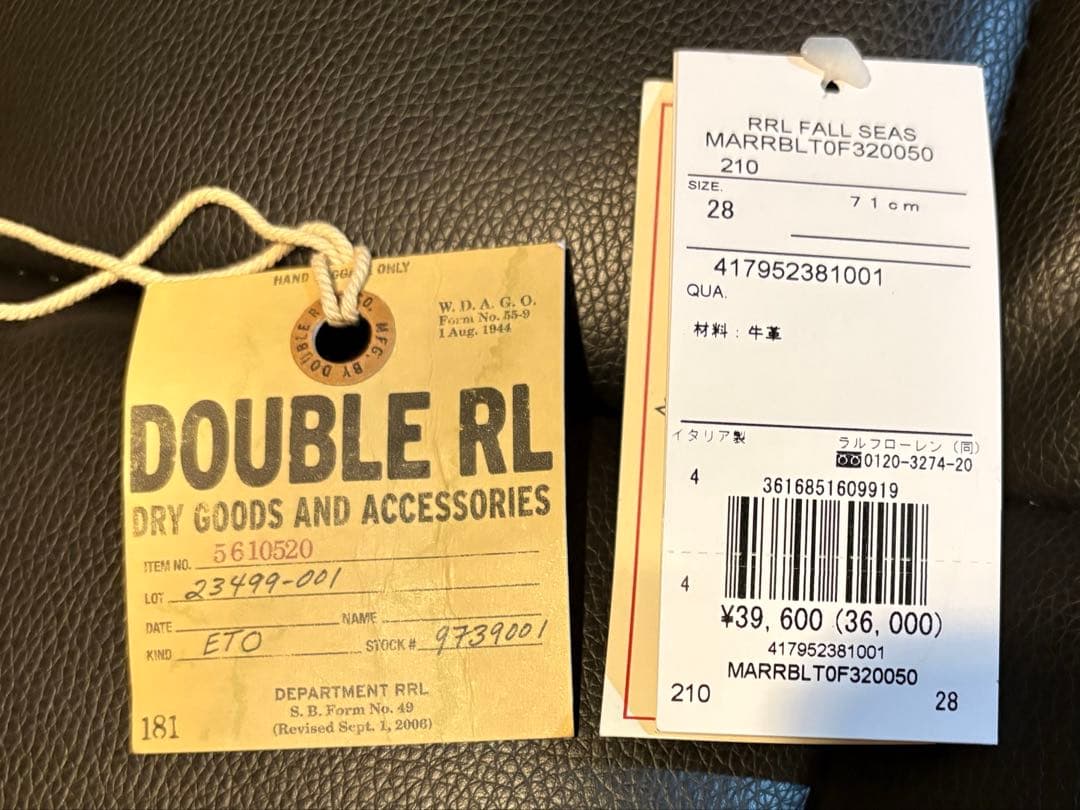 HAND ONLY
W. D. A. G. O.
Form No. 55-9
1 Aug. 1944
MFG. BY DOUBLE R CO.
DOUBLE RL
DRY GOODS AND ACCESSORIES
ITEM NO. 5610520
LOT 23499-001
DATE NAME
KIND ETO STOCK # 9739001
DEPARTMENT RRL
S. B. Form No. 49
(Revised Sept. 1, 2006)
181
RRL FALL SEAS
MARRBLT0F320050
210
SIZE.
28 71cm
417952381001
QUA.
材料:牛革
イタリア製
ラルフローレン(同)
0120-3274-20
4
3616851609919
4
¥39,600 (36,000)
417952381001
MARRBLT0F320050
210 28